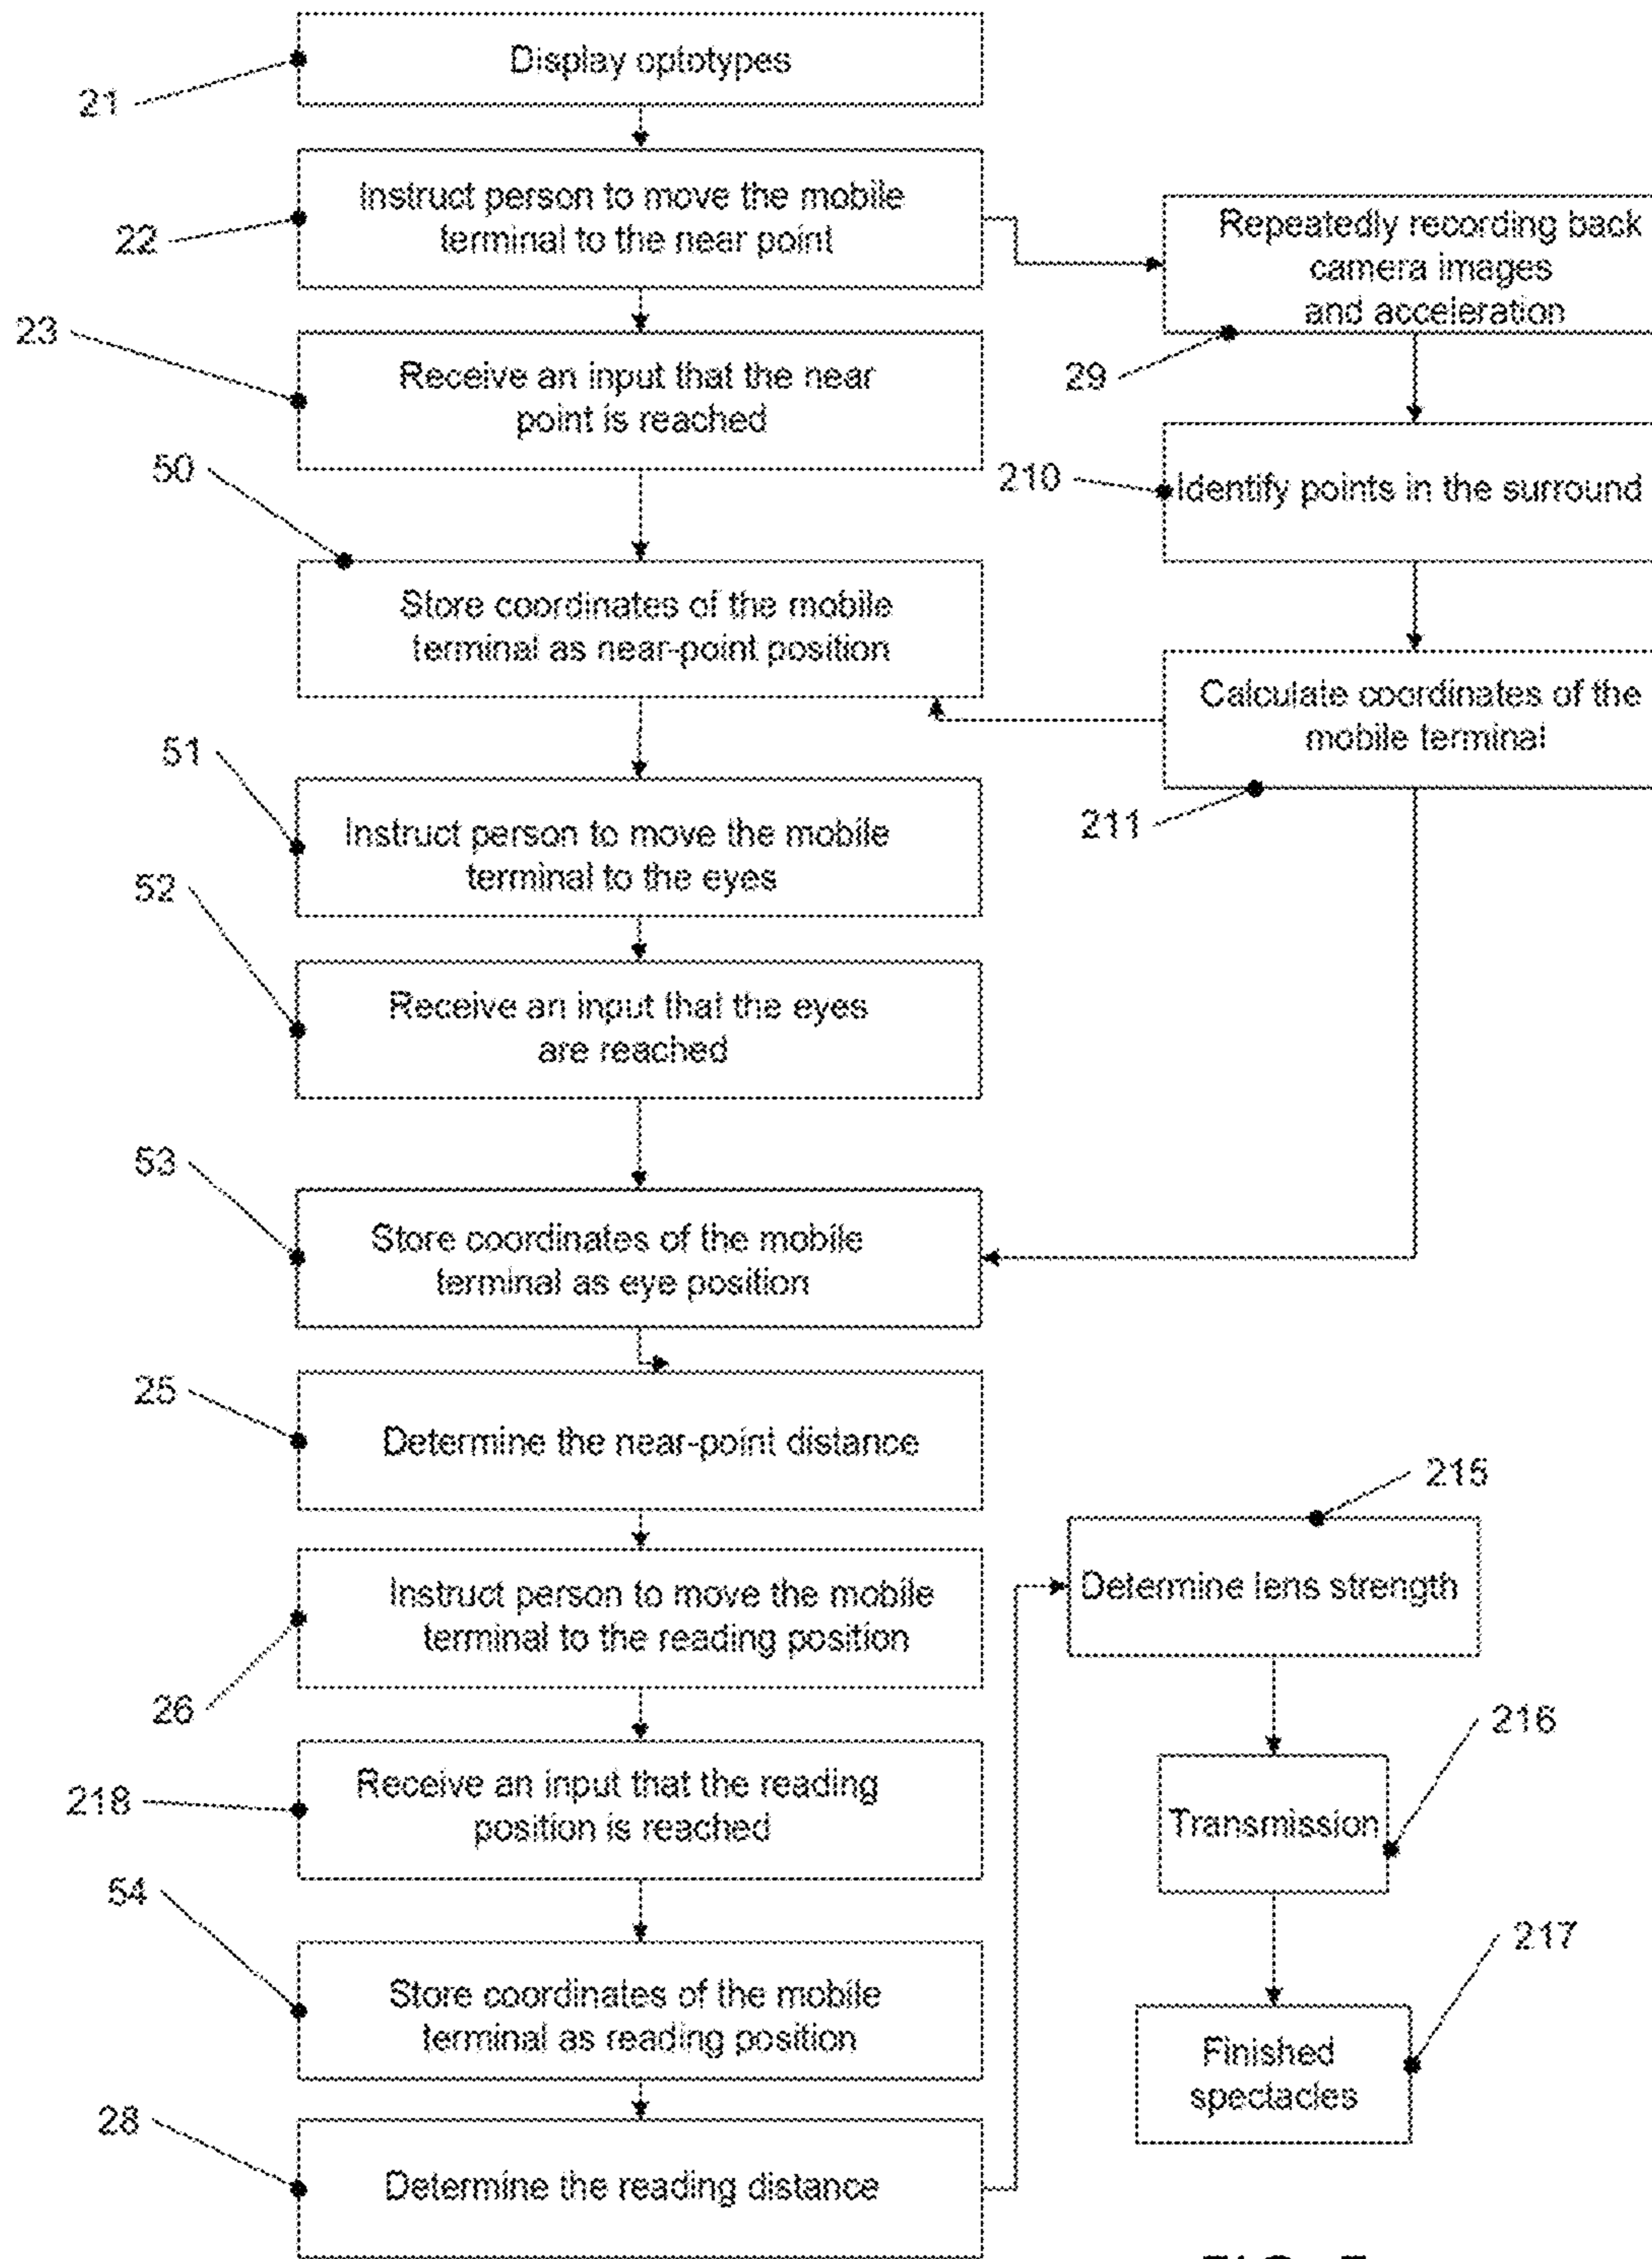 Display optotypes
21
Instruct person to move the mobile
terminal to the near point
22
Repeatedly recording back
camera images
and acceleration
29
23
Receive an input that the near
point is reached
50
210
Identify points in the surround
Store coordinates of the mobile
terminal as near-point position
Calculate coordinates of the
mobile terminal
211
51
Instruct person to move the mobile
terminal to the eyes
52
Receive an input that the eyes
are reached
53
Store coordinates of the mobile
terminal as eye position
25
Determine the near-point distance
215
Determine lens strength
Instruct person to move the mobile
terminal to the reading position
26
216
Transmission
218
Receive an input that the reading
position is reached
54
217
Store coordinates of the mobile
terminal as reading position
Finished
spectacles
28
Determine the reading distance